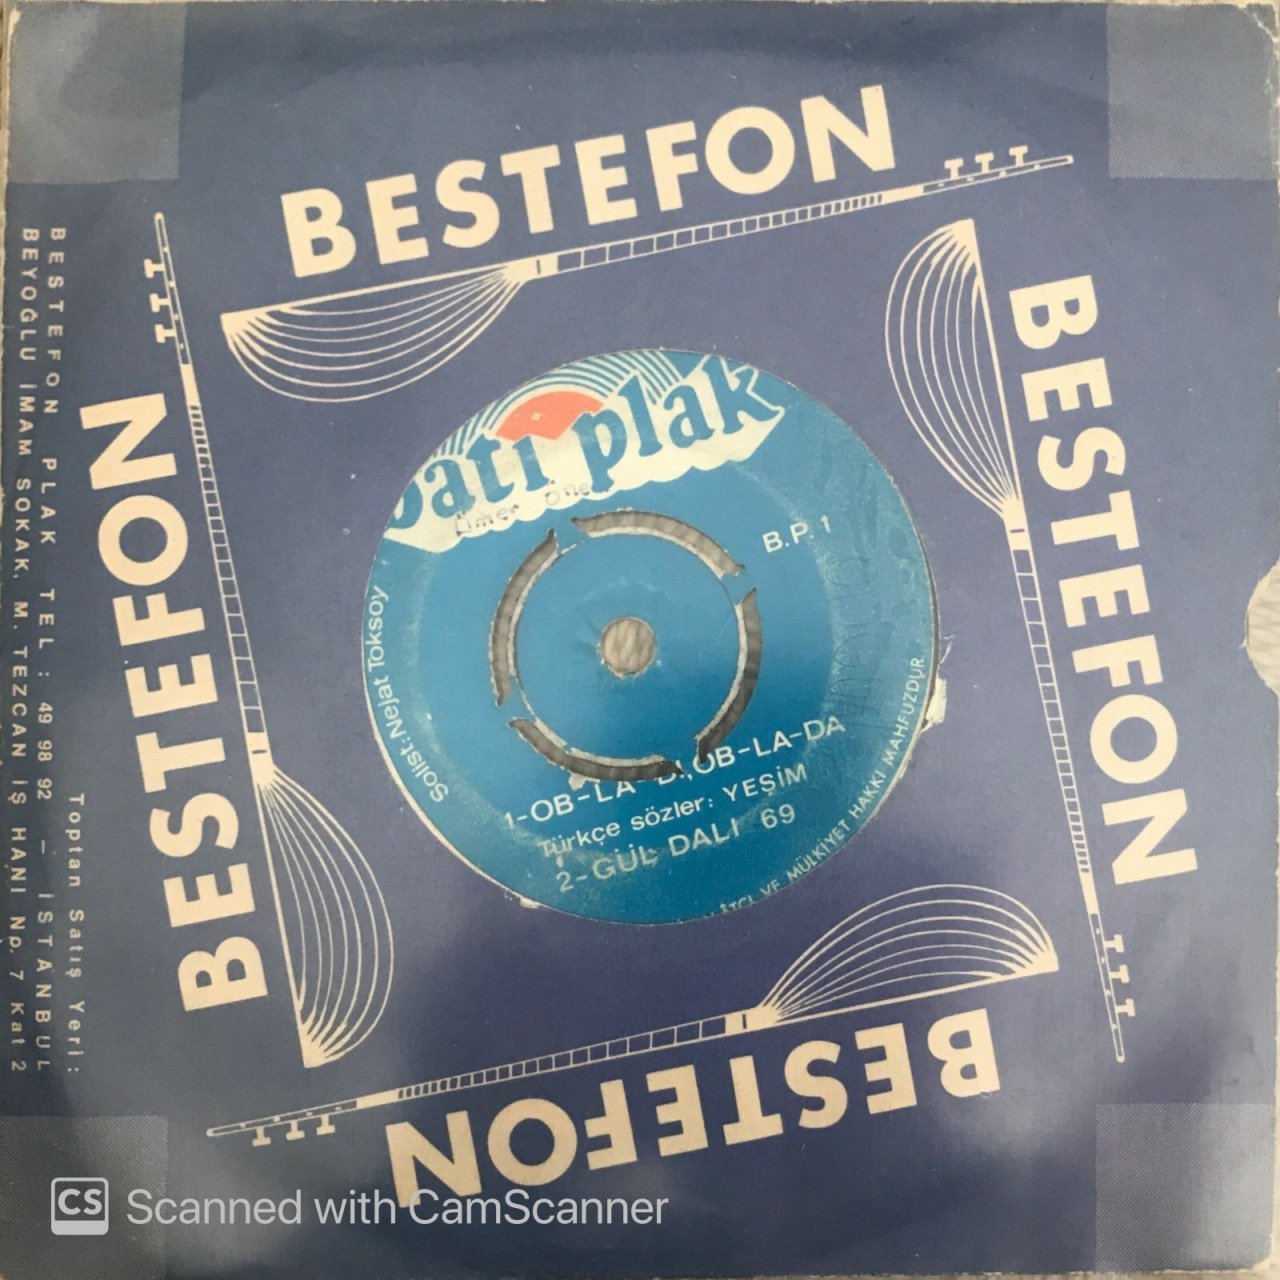 BESTEFON
BESTEFON
BESTEFON
BESTEFON
Toptan Satış Yeri:
BESTEFON PLAK TEL: 49 98 92 – İSTANBUL
BEYOĞLU İMAM SOKAK, M. TEZCAN İŞ HANI No. 7 Kat 2
batı plak
B.P. 1
Solist: Nejat Toksoy
1-OB-LA-DI, OB-LA-DA
Türkçe sözler: YEŞİM
2-GÜL DALI 69
VE MÜLKİYET HAKKI MAHFUZDUR
CS Scanned with CamScanner